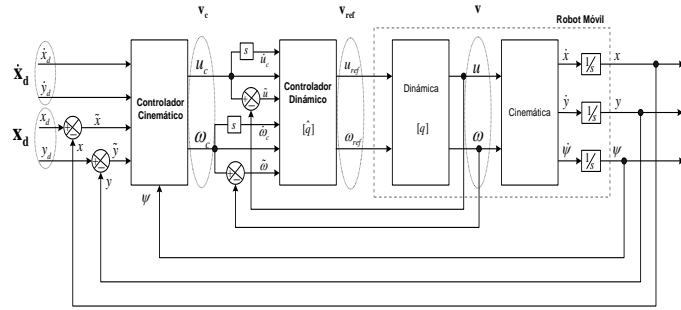 v_c
v_ref
v
Robot Móvil
ẋ_d
ẏ_d
ẋ_d
x_d
x_d
y_d
x̃
ỹ
x
y
ψ
Controlador
Cinemático
u_c
ω_c
s
u̇_c
ũ
s
ω̇_c
ω̃
Controlador
Dinámico
[q̂]
u_ref
ω_ref
Dinámica
[q]
u
ω
Cinemática
ẋ
1/s
x
ẏ
1/s
y
ψ̇
1/s
ψ